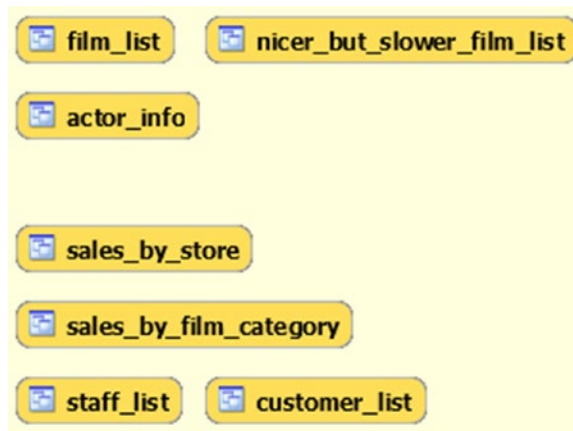 film_list nicer_but_slower_film_list
actor_info
sales_by_store
sales_by_film_category
staff_list customer_list